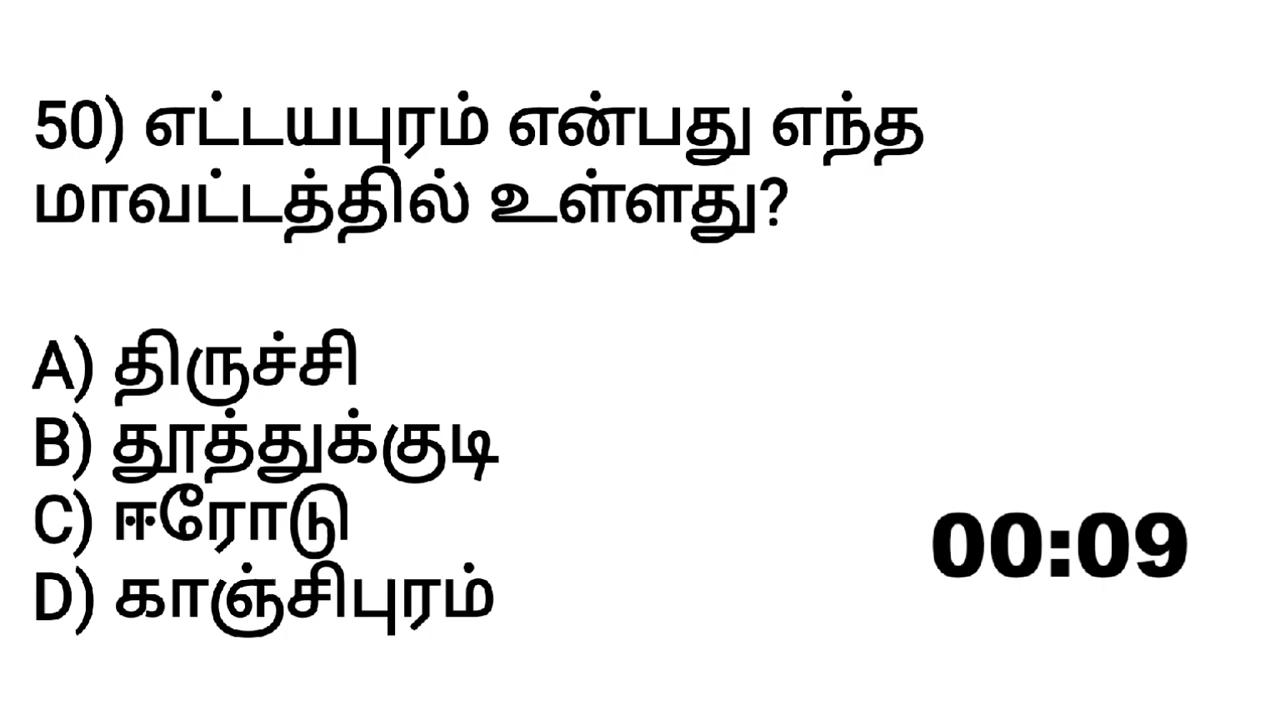 50) எட்டயபுரம் என்பது எந்த
மாவட்டத்தில் உள்ளது?
A) திருச்சி
B) தூத்துக்குடி
C) ஈரோடு
D) காஞ்சிபுரம்
00:09